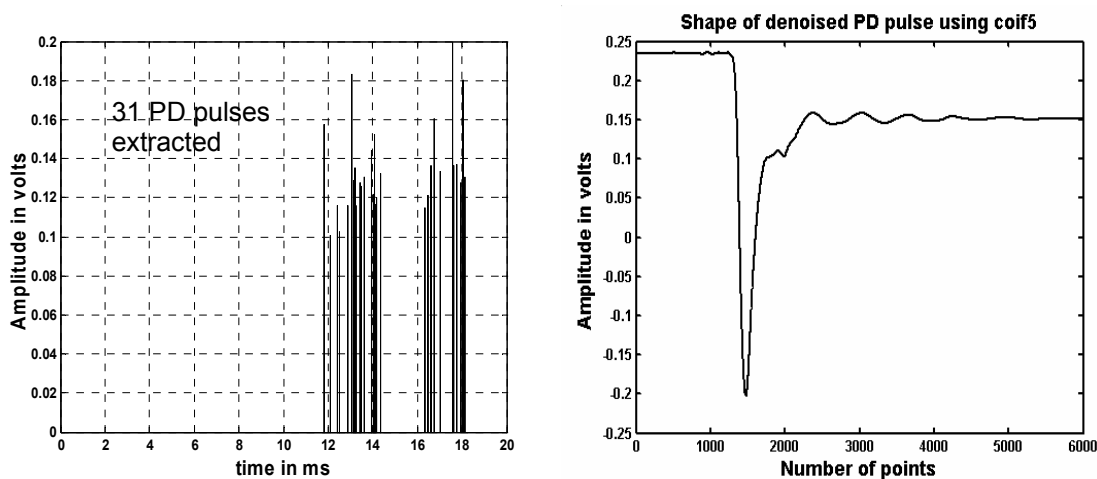 0.2
0.18
0.16
0.14
0.12
0.1
0.08
0.06
0.04
0.02
0
31 PD pulses
extracted
Amplitude in volts
0 2 4 6 8 10 12 14 16 18 20
time in ms
Shape of denoised PD pulse using coif5
0.25
0.2
0.15
0.1
0.05
0
-0.05
-0.1
-0.15
-0.2
-0.25
Amplitude in volts
0 1000 2000 3000 4000 5000 6000
Number of points